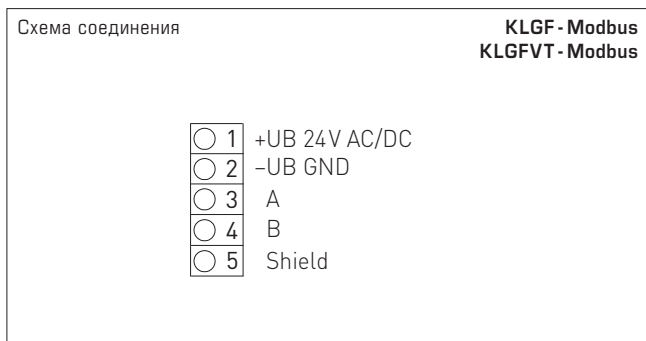 Схема соединения
KLGF - Modbus
KLGFVT - Modbus
1 +UB 24V AC/DC
2 –UB GND
3 A
4 B
5 Shield